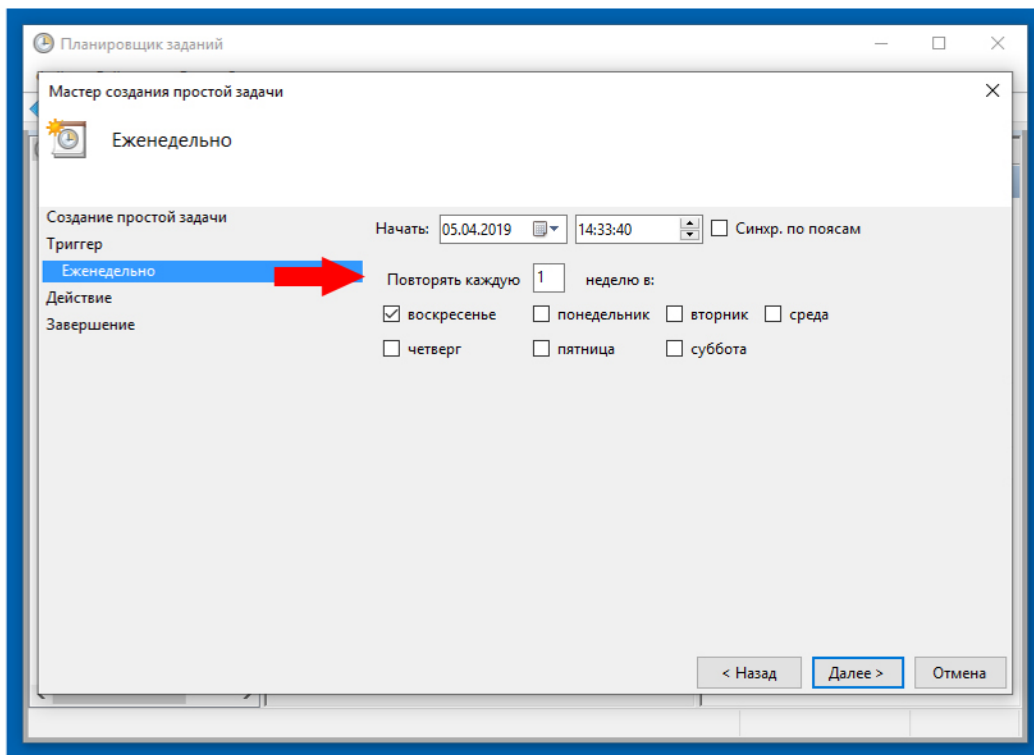 Планировщик заданий
Мастер создания простой задачи
Еженедельно
Создание простой задачи
Триггер
Еженедельно
Действие
Завершение
Начать: 05.04.2019 14:33:40 Синхр. по поясам
Повторять каждую 1 неделю в:
воскресенье понедельник вторник среда
четверг пятница суббота
< Назад Далее > Отмена